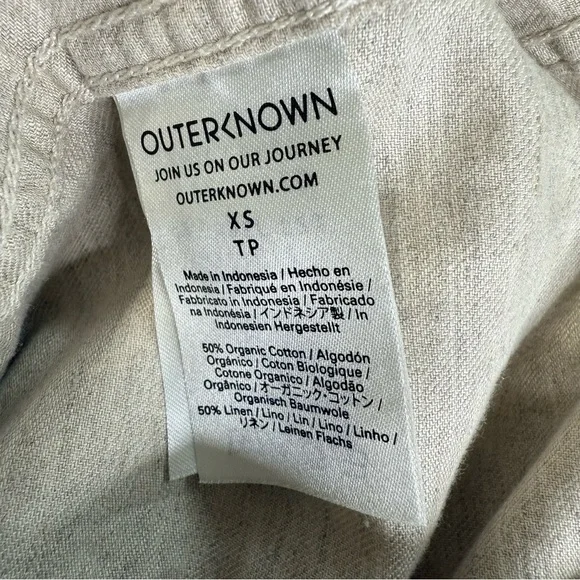 OUTERKNOWN
JOIN US ON OUR JOURNEY
OUTERKNOWN.COM
XS
TP
Made in Indonesia / Hecho en
Indonesia / Fabriqué en Indonésie /
Fabbricato in Indonesia / Fabricado
na Indonésia / インドネシア製 / In
Indonesien Hergestellt
50% Organic Cotton / Algodón
Orgánico / Coton Biologique /
Cotone Organico / Algodão
Orgânico / オーガニック・コットン /
Organisch Baumwole
50% Linen / Lino / Lin / Lino / Linho /
リネン / Leinen Flachs